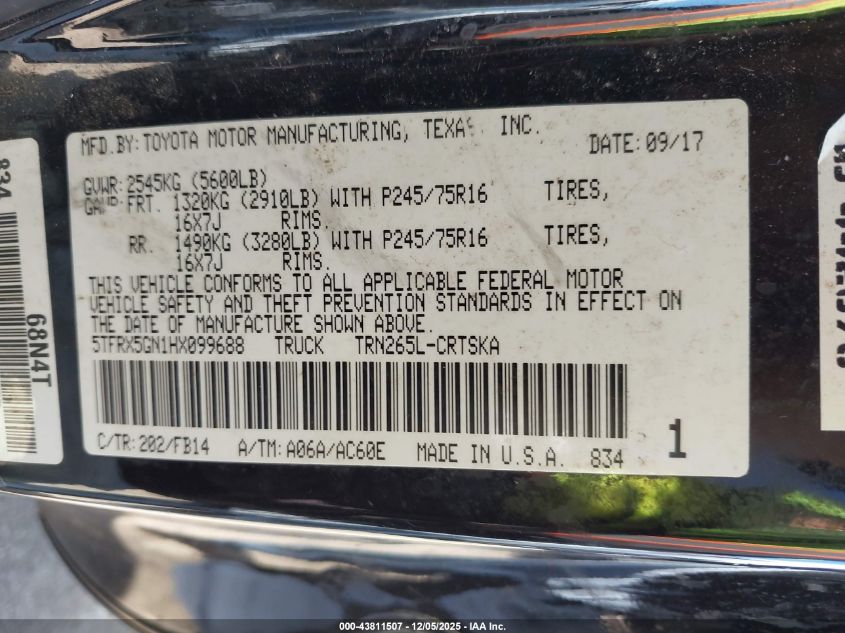 MFD.BY:TOYOTA MOTOR MANUFACTURING, TEXAS INC.
DATE:09/17
GVWR:2545KG (5600LB)
GAWR FRT. 1320KG (2910LB) WITH P245/75R16 TIRES,
16X7J RIMS.
RR. 1490KG (3280LB) WITH P245/75R16 TIRES,
16X7J RIMS.
THIS VEHICLE CONFORMS TO ALL APPLICABLE FEDERAL MOTOR
VEHICLE SAFETY AND THEFT PREVENTION STANDARDS IN EFFECT ON
THE DATE OF MANUFACTURE SHOWN ABOVE.
5TFRX5GN1HX099688 TRUCK TRN265L-CRTSKA
C/TR:202/FB14 A/TM:A06A/AC60E MADE IN U.S.A. 834
1
834
68N4T
000-43811507 - 12/05/2025 - IAA Inc.